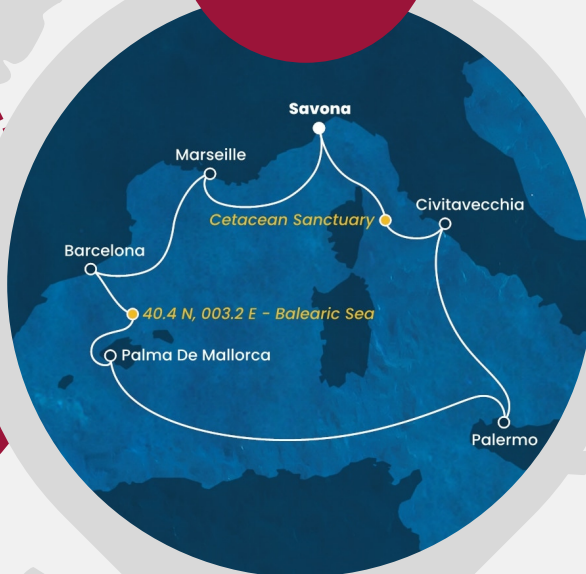 Savona
Marseille
Cetacean Sanctuary
Civitavecchia
Barcelona
40.4 N, 003.2 E - Balearic Sea
Palma De Mallorca
Palermo